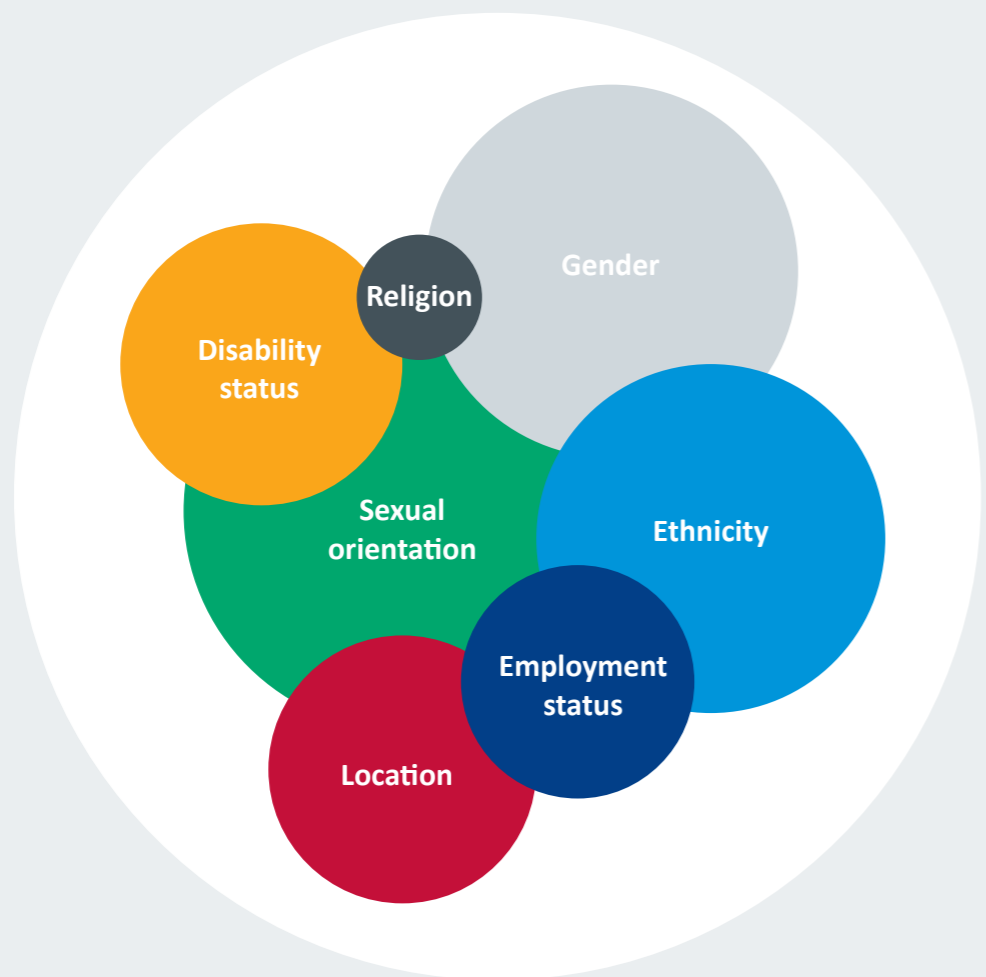 Gender
Religion
Disability
status
Sexual
orientation
Ethnicity
Employment
status
Location